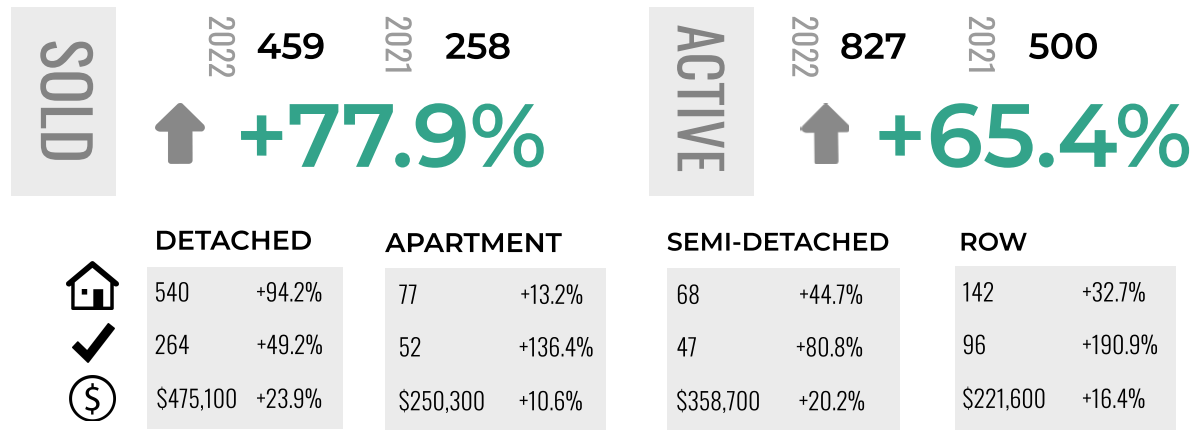 SOLD
2022 459 2021 258
+77.9%
ACTIVE
2022 827 2021 500
+65.4%
DETACHED
540 +94.2%
264 +49.2%
$475,100 +23.9%
APARTMENT
77 +13.2%
52 +136.4%
$250,300 +10.6%
SEMI-DETACHED
68 +44.7%
47 +80.8%
$358,700 +20.2%
ROW
142 +32.7%
96 +190.9%
$221,600 +16.4%
$